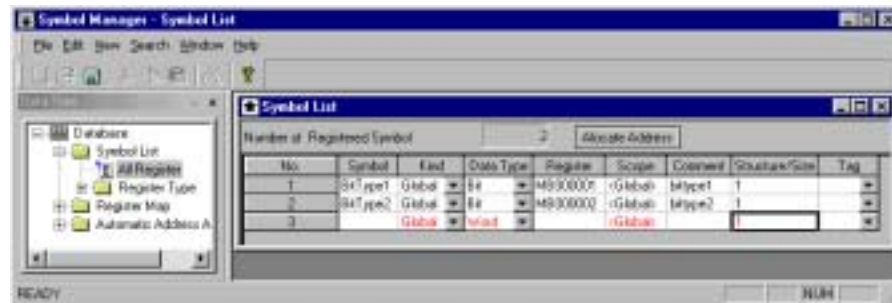 Symbol Manager - Symbol List
File Edit View Search Window Help
Symbol List
Number of Registered Symbol 2 Allocate Address
No. Symbol Kind Data Type Register Scope Comment Structure/Size Tag
1 BitType1 Global Bit MB000001 <Global> bittype1 1
2 BitType2 Global Bit MB000002 <Global> bittype2 1
3 Global Word <Global> 1
Database
Symbol List
All Register
Register Type
Register Map
Automatic Address A
READY NUM